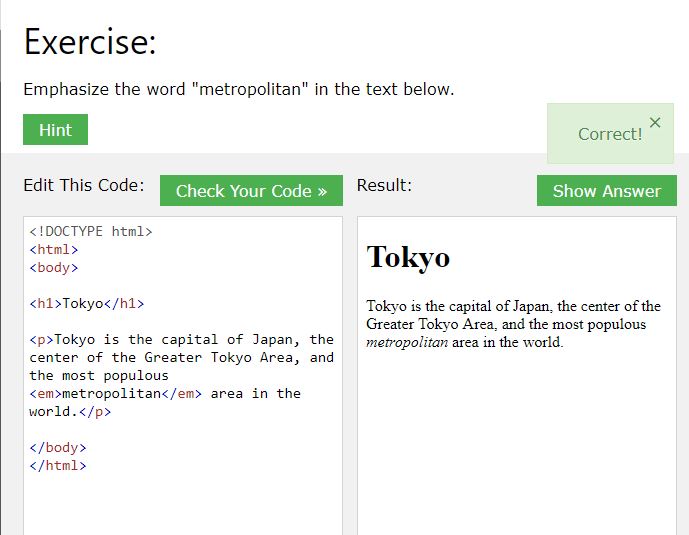 Exercise:
Emphasize the word "metropolitan" in the text below.
Hint
Correct! ×
Edit This Code:
Check Your Code »
Result:
Show Answer
<!DOCTYPE html>
<html>
<body>
<h1>Tokyo</h1>
<p>Tokyo is the capital of Japan, the
center of the Greater Tokyo Area, and
the most populous
<em>metropolitan</em> area in the
world.</p>
</body>
</html>
Tokyo
Tokyo is the capital of Japan, the center of the
Greater Tokyo Area, and the most populous
metropolitan area in the world.